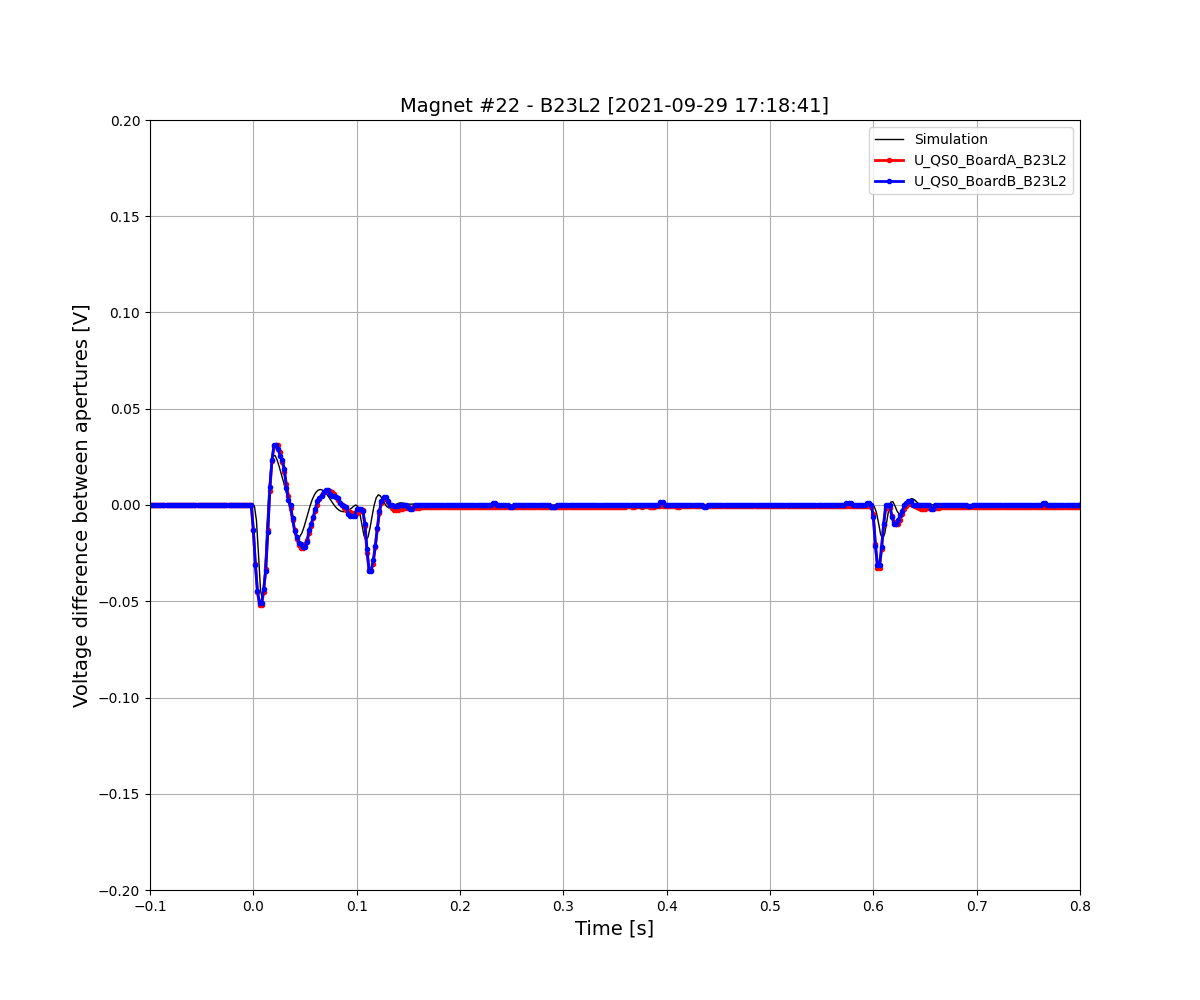 Magnet #22 - B23L2 [2021-09-29 17:18:41]
Simulation
U_QS0_BoardA_B23L2
U_QS0_BoardB_B23L2
Voltage difference between apertures [V]
0.20
0.15
0.10
0.05
0.00
−0.05
−0.10
−0.15
−0.20
−0.1 0.0 0.1 0.2 0.3 0.4 0.5 0.6 0.7 0.8
Time [s]